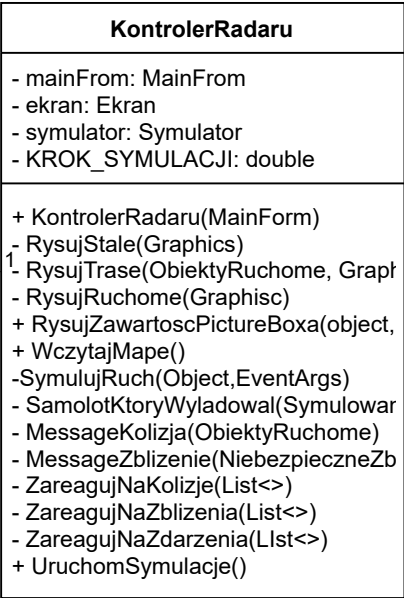 KontrolerRadaru
- mainFrom: MainFrom
- ekran: Ekran
- symulator: Symulator
- KROK_SYMULACJI: double
+ KontrolerRadaru(MainForm)
- RysujStale(Graphics)
1
- RysujTrase(ObiektyRuchome, Graph
- RysujRuchome(Graphisc)
+ RysujZawartoscPictureBoxa(object,
+ WczytajMape()
-SymulujRuch(Object,EventArgs)
- SamolotKtoryWyladowal(Symulowar
- MessageKolizja(ObiektyRuchome)
- MessageZblizenie(NiebezpieczneZb
- ZareagujNaKolizje(List<>)
- ZareagujNaZblizenia(List<>)
- ZareagujNaZdarzenia(LIst<>)
+ UruchomSymulacje()